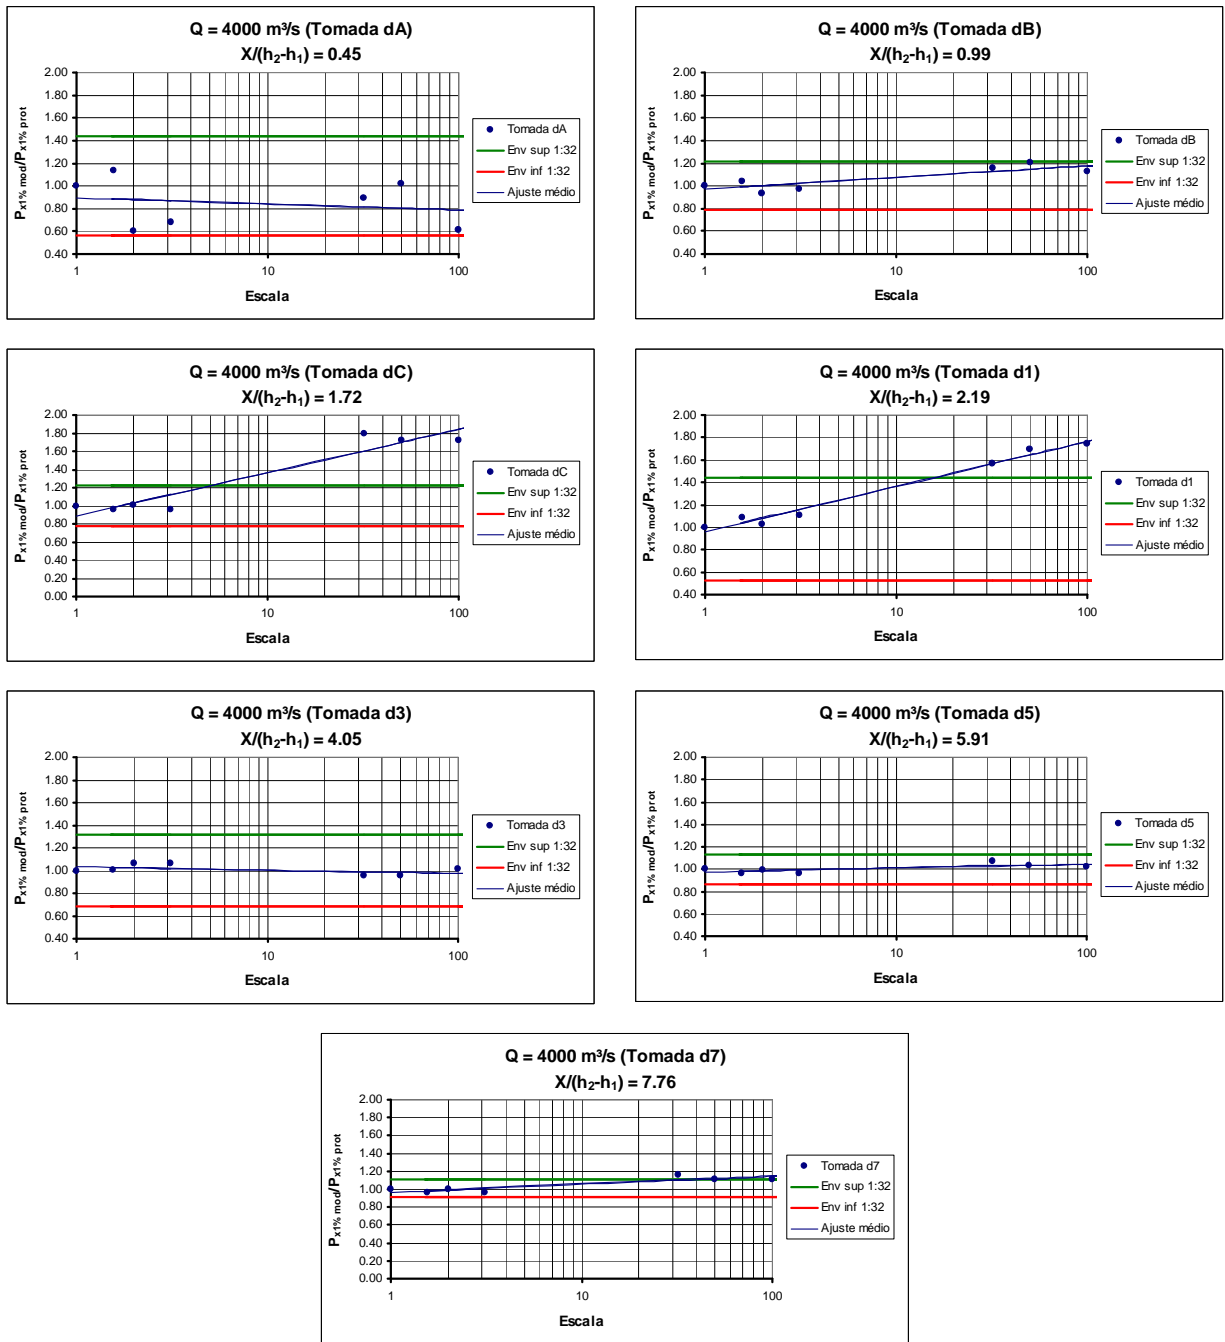 Q = 4000 m³/s (Tomada dA)
X/(h₂-h₁) = 0.45
P x1% mod/P x1% prot
2.00
1.80
1.60
1.40
1.20
1.00
0.80
0.60
0.40
1
10
100
Escala
Tomada dA
Env sup 1:32
Env inf 1:32
Ajuste médio
Q = 4000 m³/s (Tomada dB)
X/(h₂-h₁) = 0.99
P x1% mod/P x1% prot
2.00
1.80
1.60
1.40
1.20
1.00
0.80
0.60
0.40
1
10
100
Escala
Tomada dB
Env sup 1:32
Env inf 1:32
Ajuste médio
Q = 4000 m³/s (Tomada dC)
X/(h₂-h₁) = 1.72
P x1% mod/P x1% prot
2.00
1.80
1.60
1.40
1.20
1.00
0.80
0.60
0.40
0.20
0.00
1
10
100
Escala
Tomada dC
Env sup 1:32
Env inf 1:32
Ajuste médio
Q = 4000 m³/s (Tomada d1)
X/(h₂-h₁) = 2.19
P x1% mod/P x1% prot
2.00
1.80
1.60
1.40
1.20
1.00
0.80
0.60
0.40
1
10
100
Escala
Tomada d1
Env sup 1:32
Env inf 1:32
Ajuste médio
Q = 4000 m³/s (Tomada d3)
X/(h₂-h₁) = 4.05
P x1% mod/P x1% prot
2.00
1.80
1.60
1.40
1.20
1.00
0.80
0.60
0.40
1
10
100
Escala
Tomada d3
Env sup 1:32
Env inf 1:32
Ajuste médio
Q = 4000 m³/s (Tomada d5)
X/(h₂-h₁) = 5.91
P x1% mod/P x1% prot
2.00
1.80
1.60
1.40
1.20
1.00
0.80
0.60
0.40
1
10
100
Escala
Tomada d5
Env sup 1:32
Env inf 1:32
Ajuste médio
Q = 4000 m³/s (Tomada d7)
X/(h₂-h₁) = 7.76
P x1% mod/P x1% prot
2.00
1.80
1.60
1.40
1.20
1.00
0.80
0.60
0.40
0.20
0.00
1
10
100
Escala
Tomada d7
Env sup 1:32
Env inf 1:32
Ajuste médio